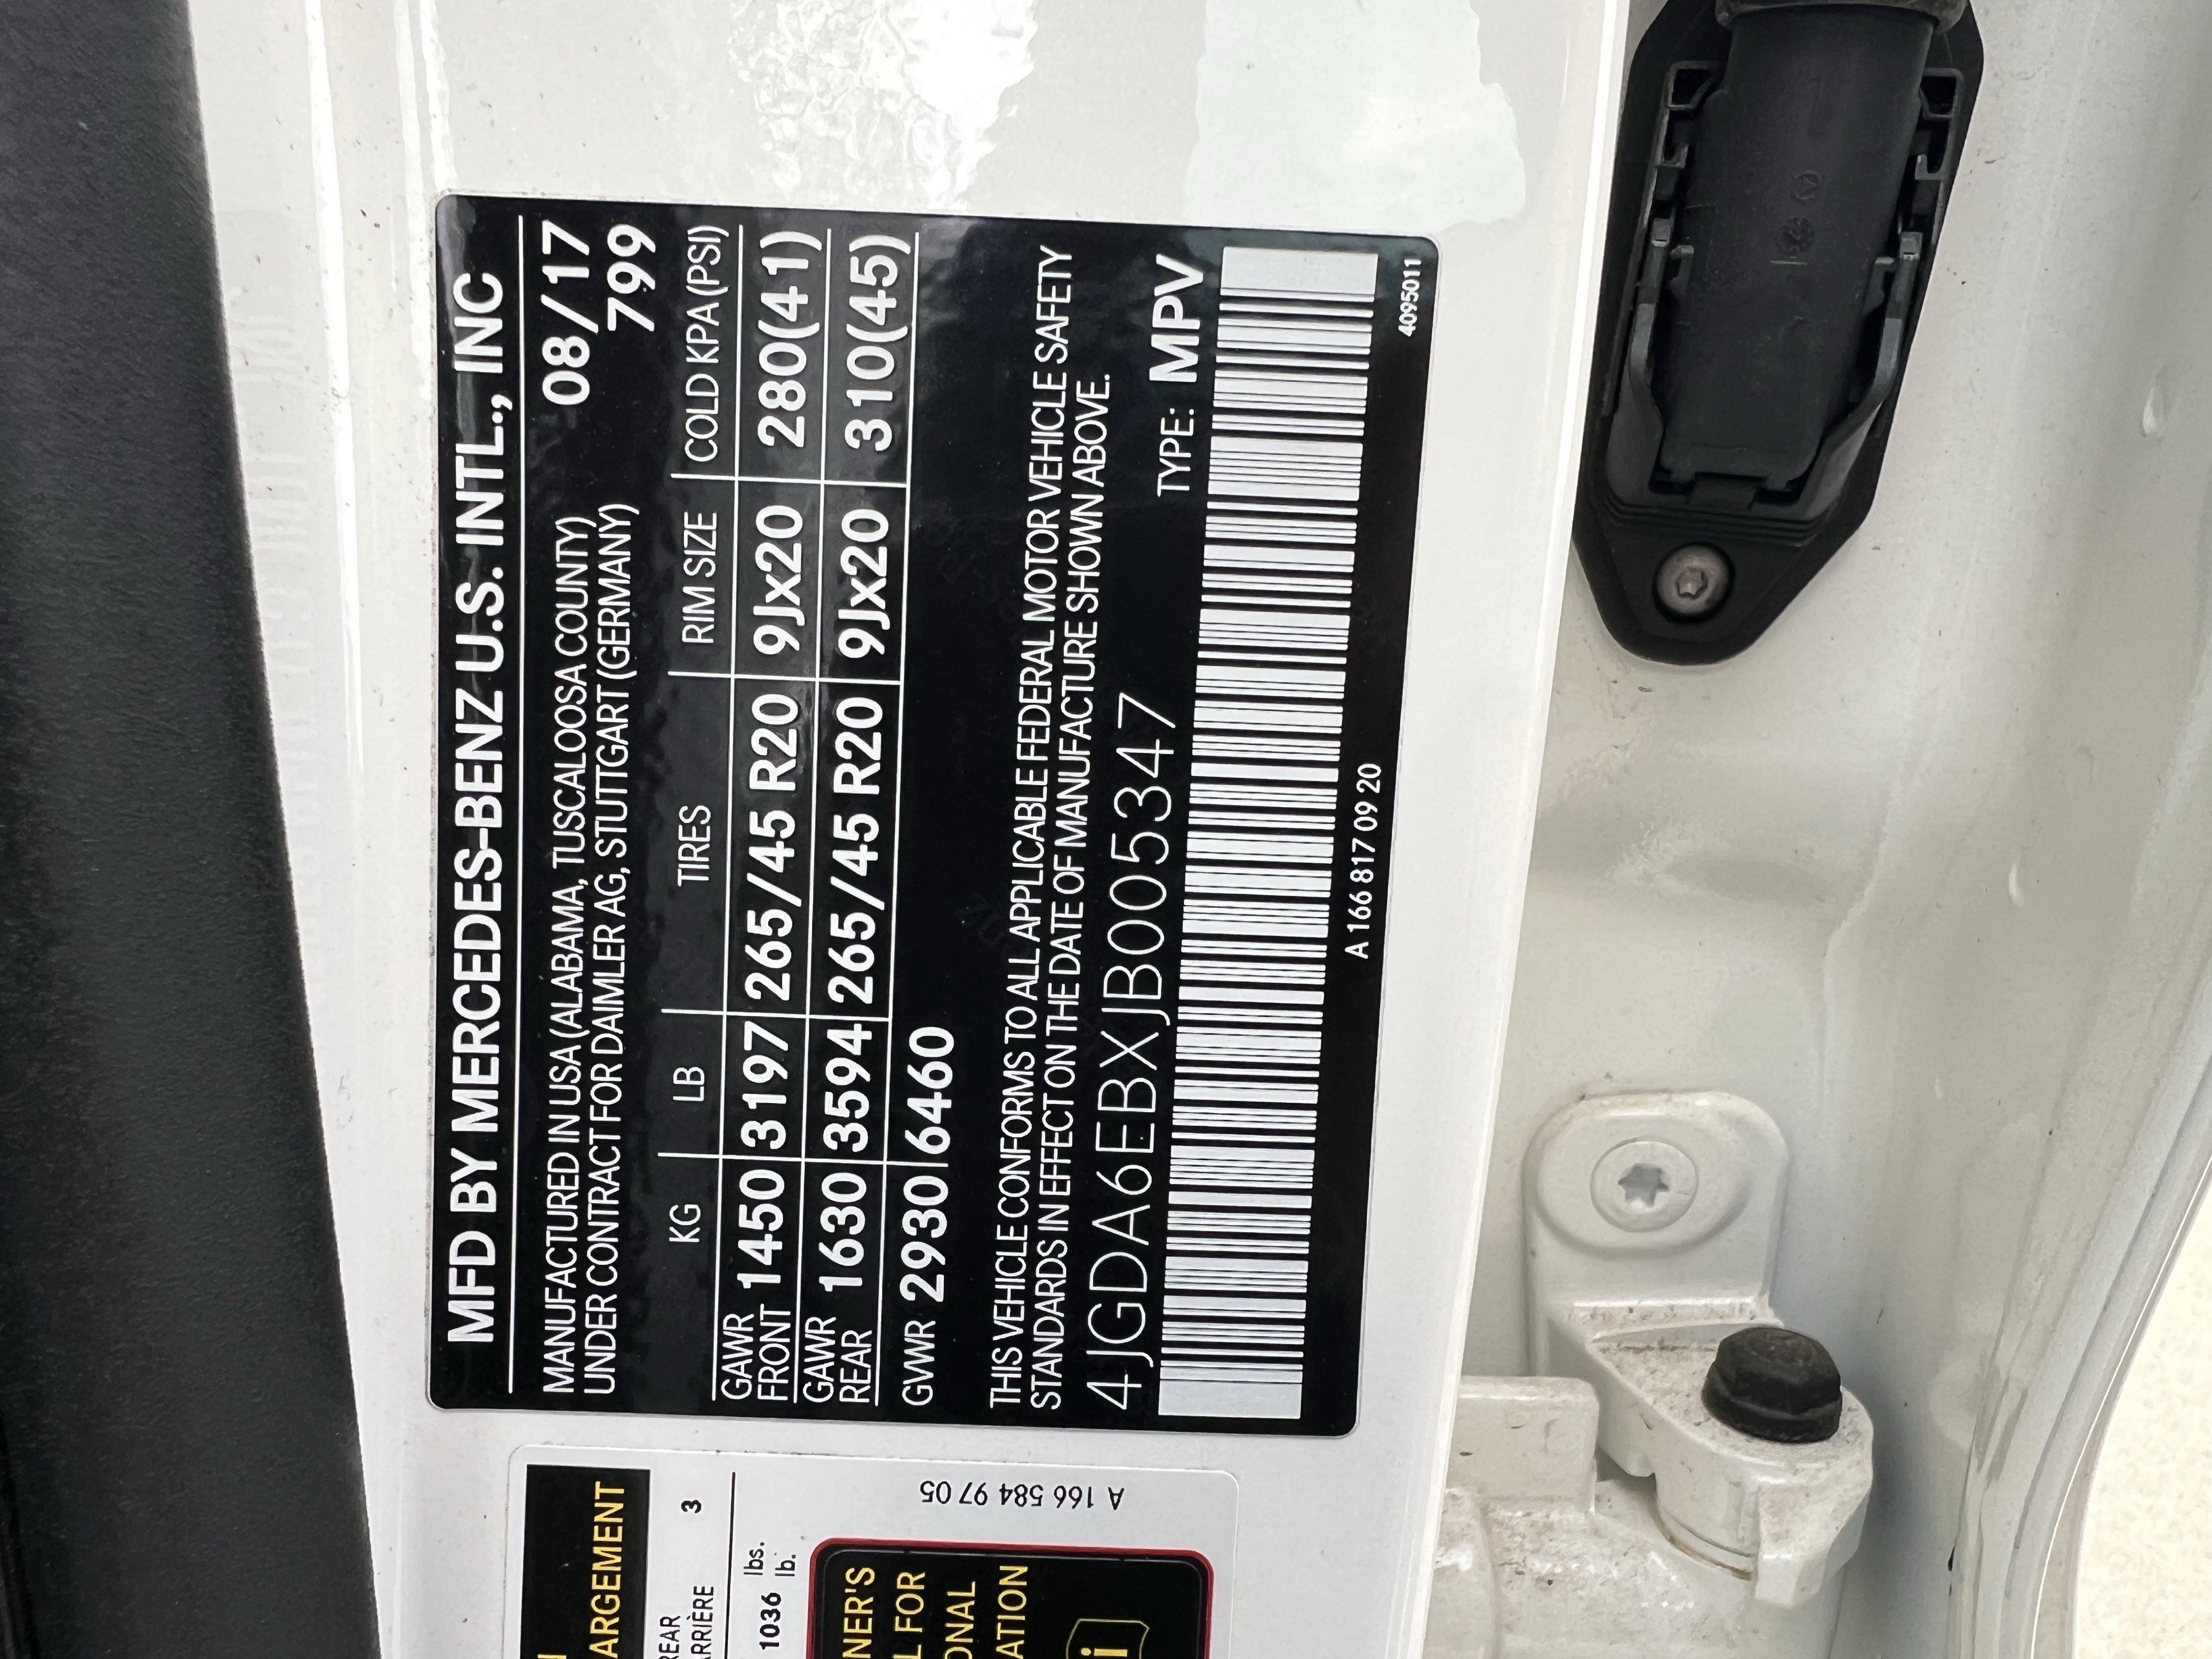 MFD BY MERCEDES-BENZ U.S. INTL., INC
MANUFACTURED IN USA (ALABAMA, TUSCALOOSA COUNTY) 08/17
UNDER CONTRACT FOR DAIMLER AG, STUTTGART (GERMANY) 799
KG LB TIRES RIM SIZE COLD KPA (PSI)
GAWR FRONT 1450 3197 265/45 R20 9Jx20 280(41)
GAWR REAR 1630 3594 265/45 R20 9Jx20 310(45)
GVWR 2930 6460
THIS VEHICLE CONFORMS TO ALL APPLICABLE FEDERAL MOTOR VEHICLE SAFETY
STANDARDS IN EFFECT ON THE DATE OF MANUFACTURE SHOWN ABOVE.
4JGDA6EBXJB005347 TYPE: MPV
A 166 817 09 20
4095011
ARGEMENT
REAR 3
ARRIÈRE
1036 lbs.
lb.
A 166 584 97 05
NER'S
L FOR
ONAL
ATION
i